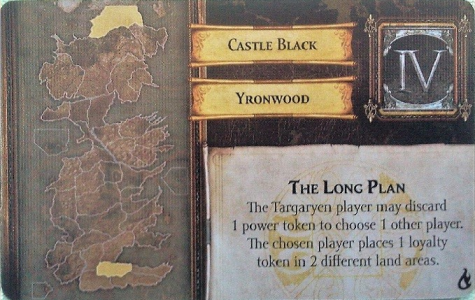 CASTLE BLACK
IV
YRONWOOD
THE LONG PLAN
The Targaryen player may discard
1 power token to choose 1 other player.
The chosen player places 1 loyalty
token in 2 different land areas.